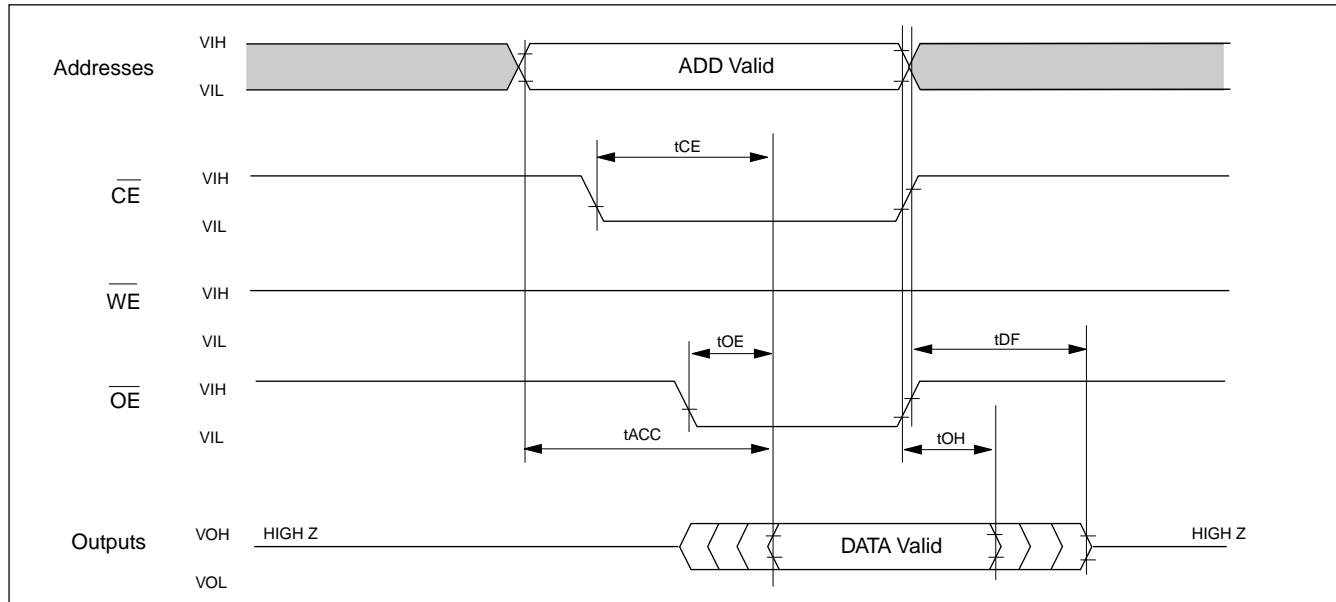 VIH
Addresses
ADD Valid
VIL
tCE
VIH
CE
VIL
WE
VIH
VIL
tOE
tDF
VIH
OE
VIL
tACC
tOH
VOH
HIGH Z
Outputs
DATA Valid
HIGH Z
VOL